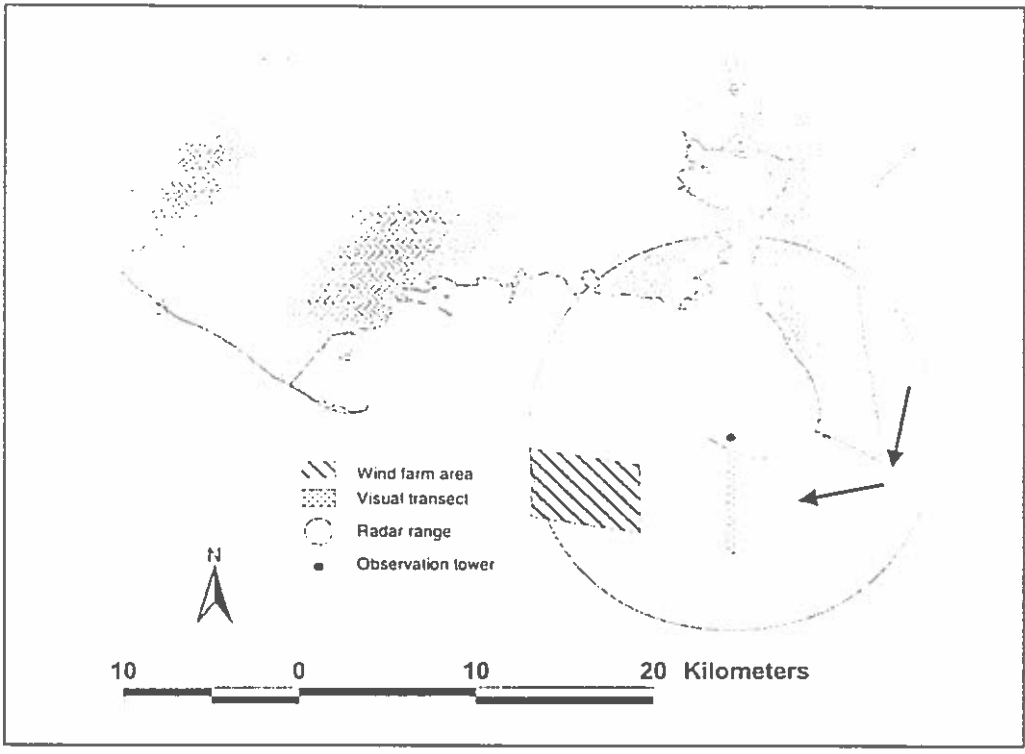 Wind farm area
Visual transect
Radar range
Observation tower
N
10 0 10 20 Kilometers